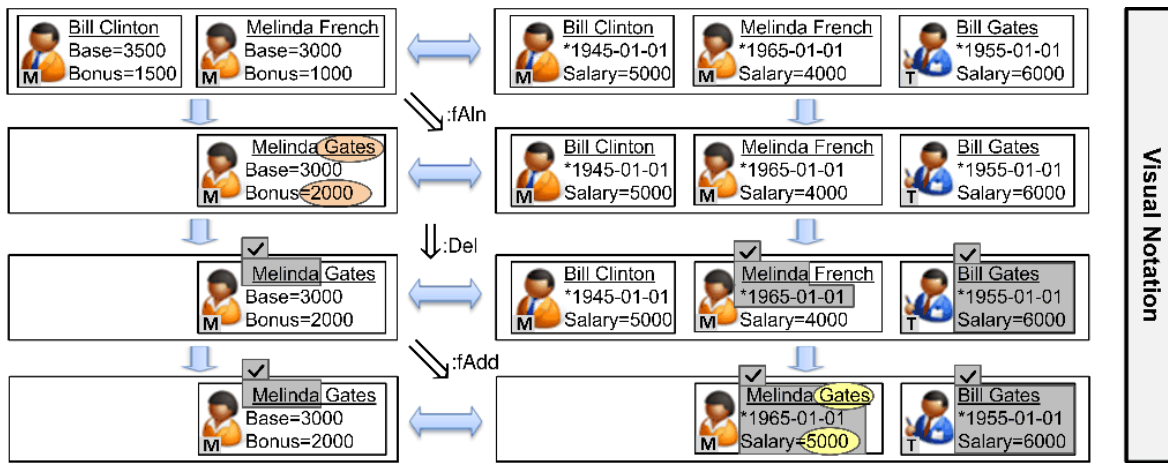 Bill Clinton
Base=3500
Bonus=1500
M
Melinda French
Base=3000
Bonus=1000
M
Bill Clinton
*1945-01-01
Salary=5000
M
Melinda French
*1965-01-01
Salary=4000
M
Bill Gates
*1955-01-01
Salary=6000
T
:fAln
Melinda Gates
Base=3000
Bonus=2000
M
Bill Clinton
*1945-01-01
Salary=5000
M
Melinda French
*1965-01-01
Salary=4000
M
Bill Gates
*1955-01-01
Salary=6000
T
:Del
Melinda Gates
Base=3000
Bonus=2000
M
Bill Clinton
*1945-01-01
Salary=5000
M
Melinda French
*1965-01-01
Salary=4000
M
Bill Gates
*1955-01-01
Salary=6000
T
:fAdd
Melinda Gates
Base=3000
Bonus=2000
M
Melinda Gates
*1965-01-01
Salary=5000
M
Bill Gates
*1955-01-01
Salary=6000
T
Visual Notation